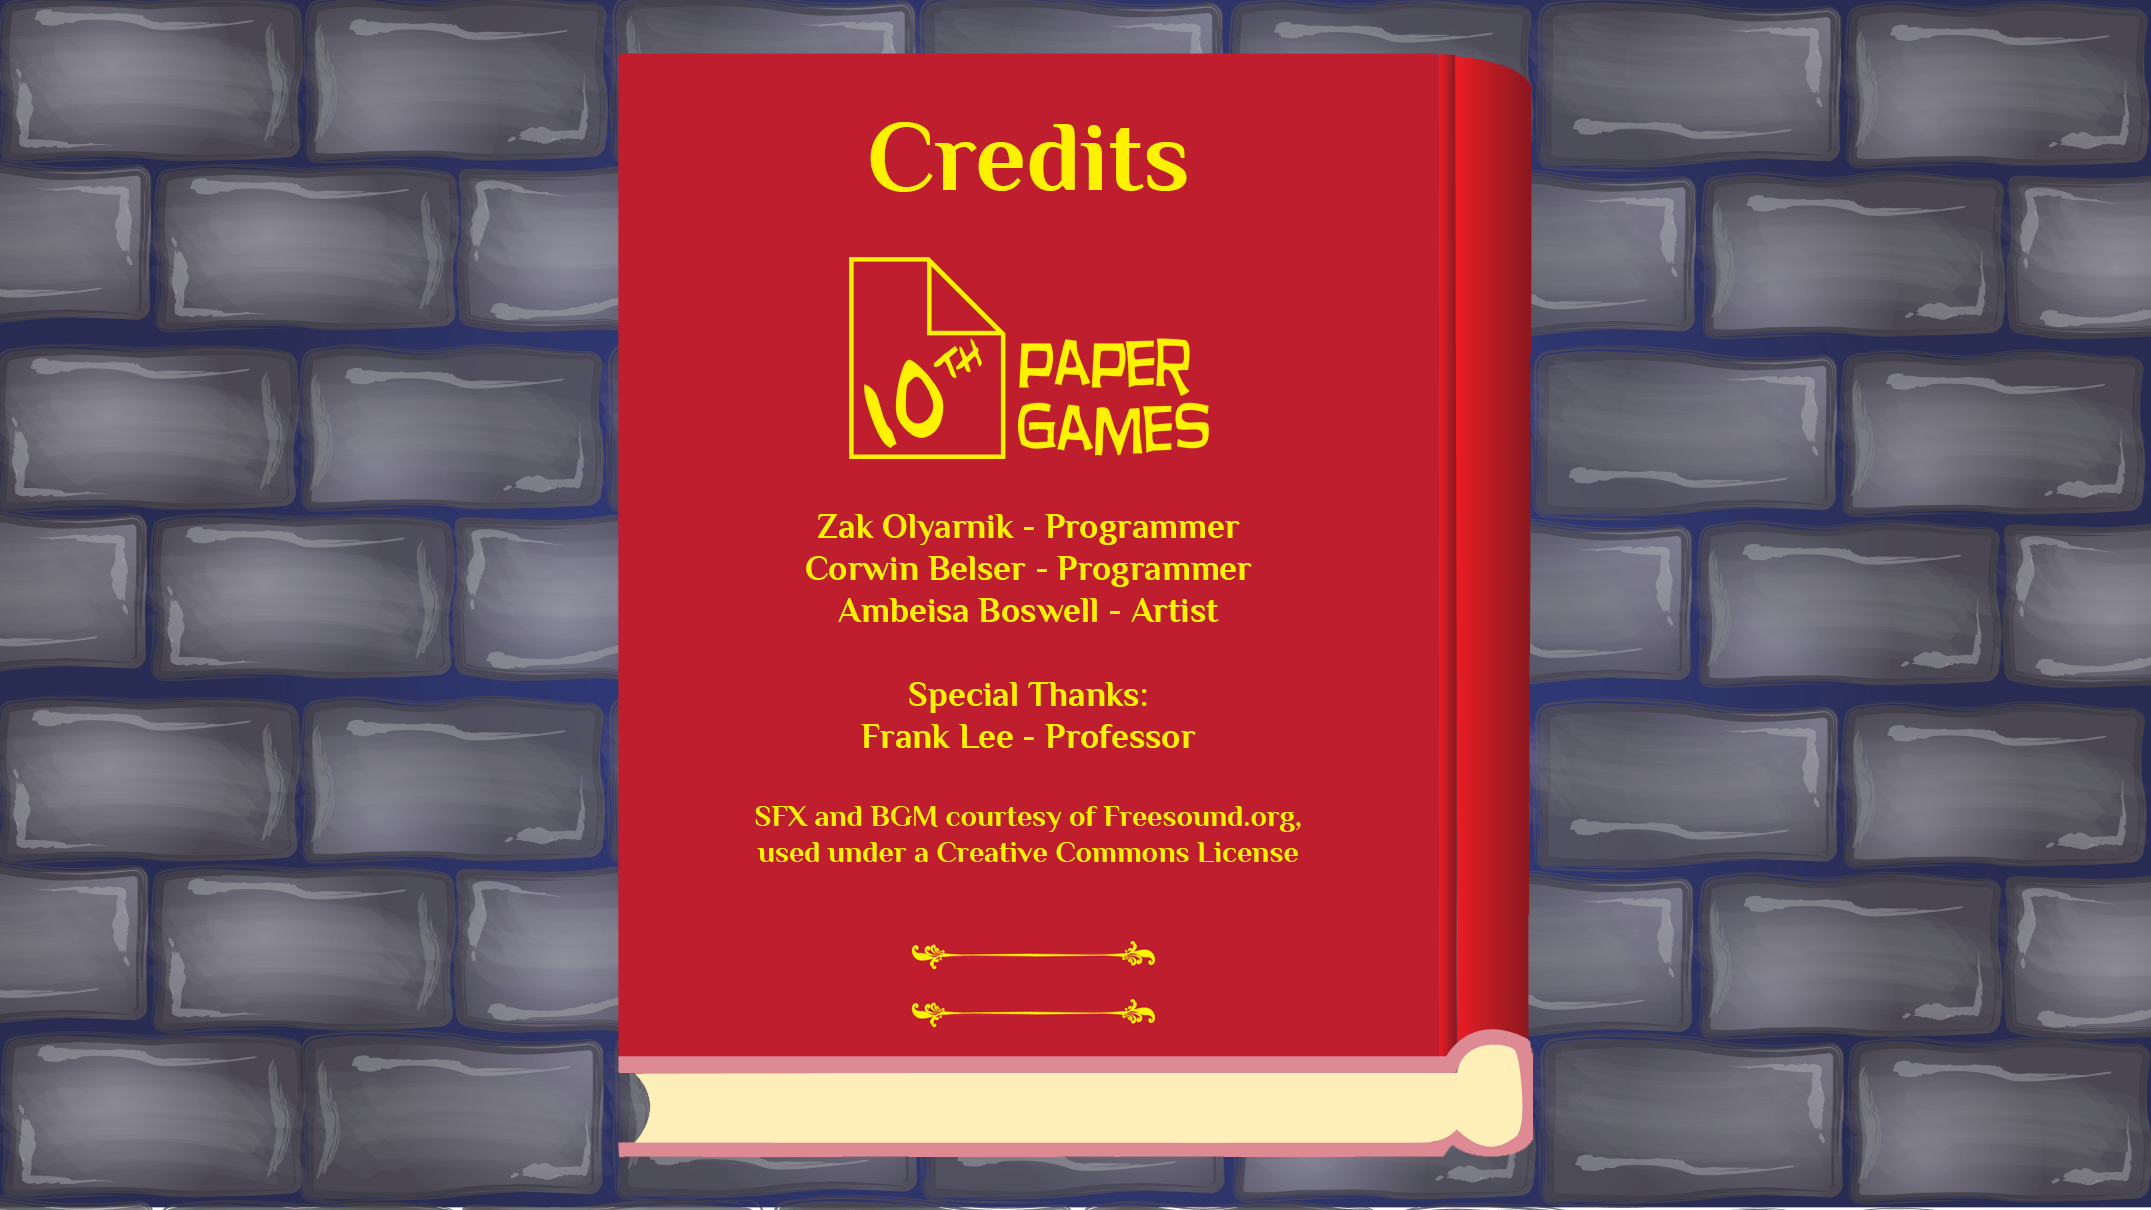 Credits
10TH
PAPER
GAMES
Zak Olyarnik - Programmer
Corwin Belser - Programmer
Ambeisa Boswell - Artist
Special Thanks:
Frank Lee - Professor
SFX and BGM courtesy of Freesound.org,
used under a Creative Commons License